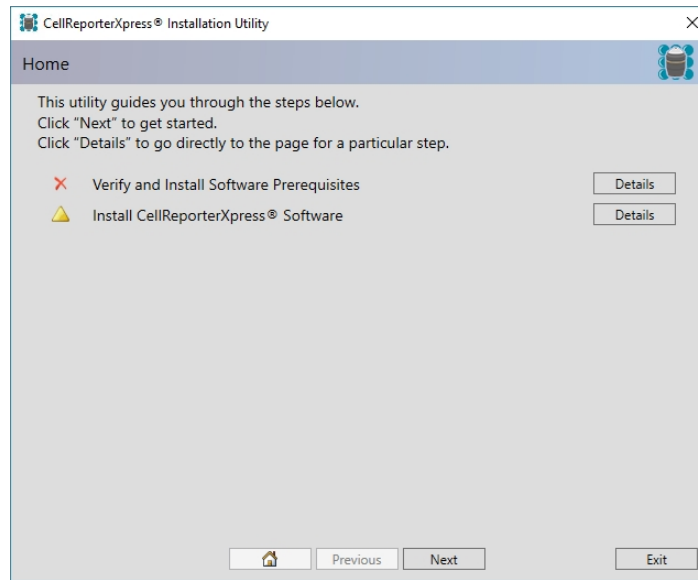 CellReporterXpress® Installation Utility
Home
This utility guides you through the steps below.
Click “Next” to get started.
Click “Details” to go directly to the page for a particular step.
Verify and Install Software Prerequisites Details
Install CellReporterXpress® Software Details
Previous Next Exit